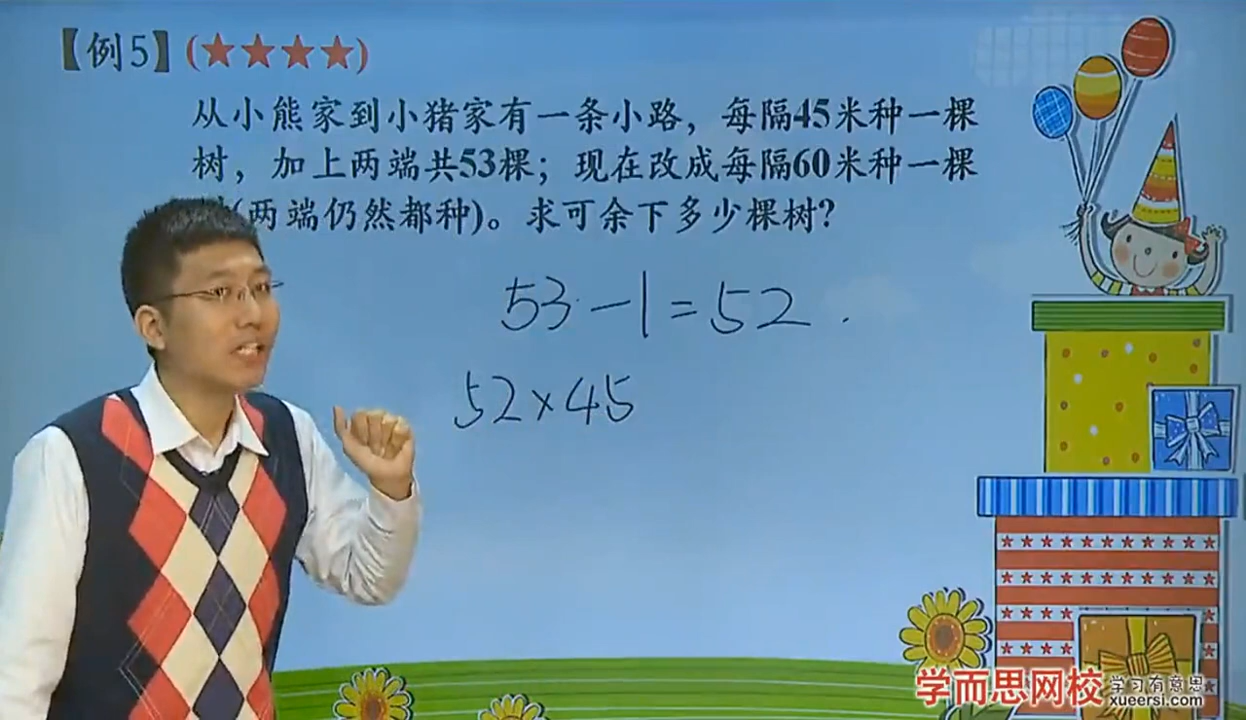 【例5】(★★★★)
从小熊家到小猪家有一条小路，每隔45米种一棵
树，加上两端共53棵；现在改成每隔60米种一棵
(两端仍然都种)。求可余下多少棵树？
53-1=52.
52×45
学而思网校 学习有意思
xueersi.com